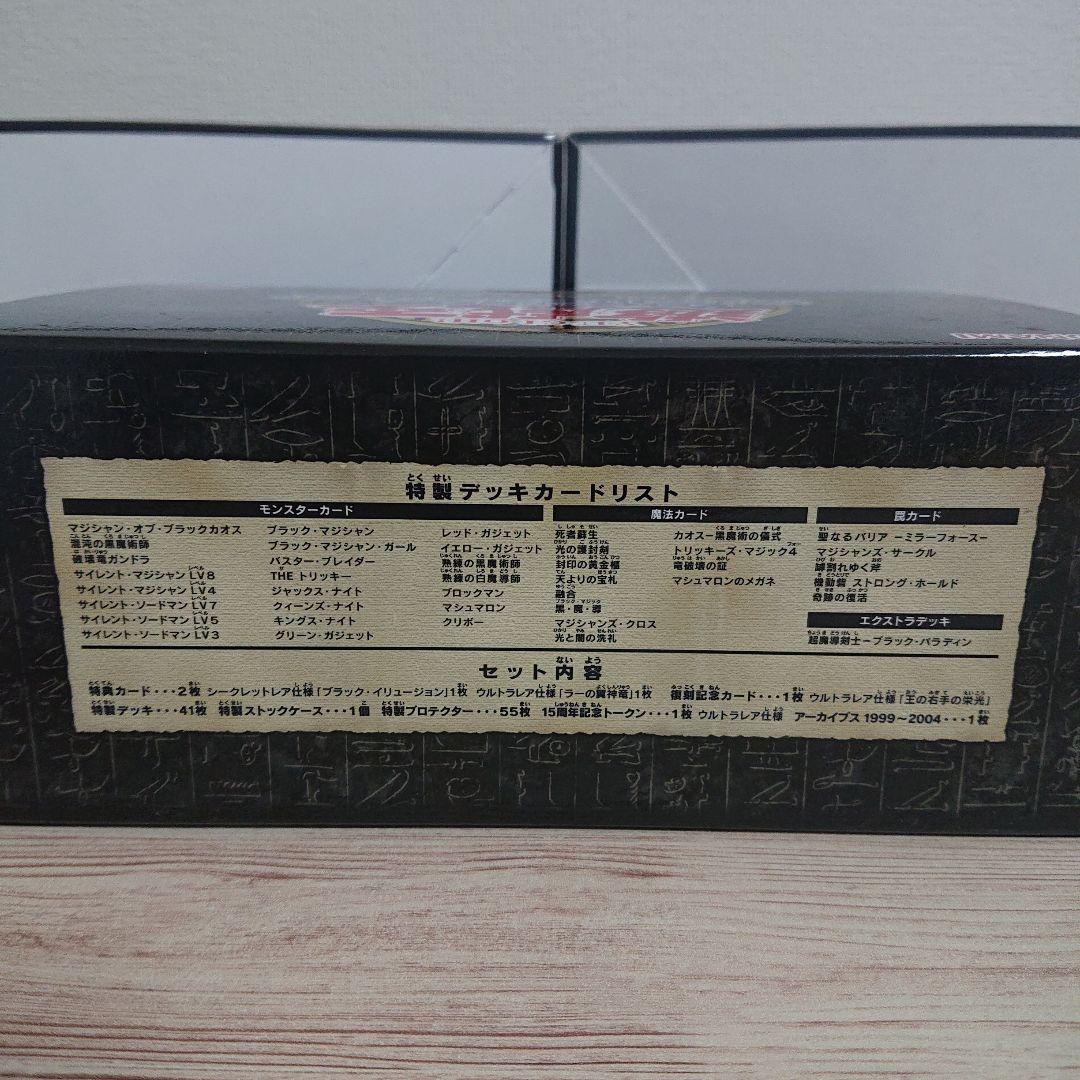 特製デッキカードリスト
モンスターカード
マジシャン・オブ・ブラックカオス
混沌の黒魔術師
破壊竜ガンドラ
サイレント・マジシャン LV8
サイレント・マジシャン LV4
サイレント・ソードマン LV7
サイレント・ソードマン LV5
サイレント・ソードマン LV3
ブラック・マジシャン
ブラック・マジシャン・ガール
バスター・ブレイダー
THE トリッキー
ジャックス・ナイト
クィーンズ・ナイト
キングス・ナイト
グリーン・ガジェット
レッド・ガジェット
イエロー・ガジェット
熟練の黒魔術師
熟練の白魔導師
ブロックマン
マシュマロン
クリボー
魔法カード
死者蘇生
光の護封剣
封印の黄金櫃
天よりの宝札
融合
黒・魔・導
マジシャンズ・クロス
光と闇の洗礼
カオス－黒魔術の儀式
トリッキーズ・マジック4
竜破壊の証
マシュマロンのメガネ
罠カード
聖なるバリア －ミラーフォース－
マジシャンズ・サークル
罅割れゆく斧
機動砦 ストロング・ホールド
奇跡の復活
エクストラデッキ
超魔導剣士－ブラック・パラディン
セット内容
特典カード・・・2枚 シークレットレア仕様「ブラック・イリュージョン」1枚 ウルトラレア仕様「ラーの翼神竜」1枚 復刻記念カード・・・1枚 ウルトラレア仕様「王の右手の栄光」
特製デッキ・・・41枚 特製ストックケース・・・1個 特製プロテクター・・・55枚 15周年記念トークン・・・1枚 ウルトラレア仕様 アーカイブス 1999〜2004・・・1枚